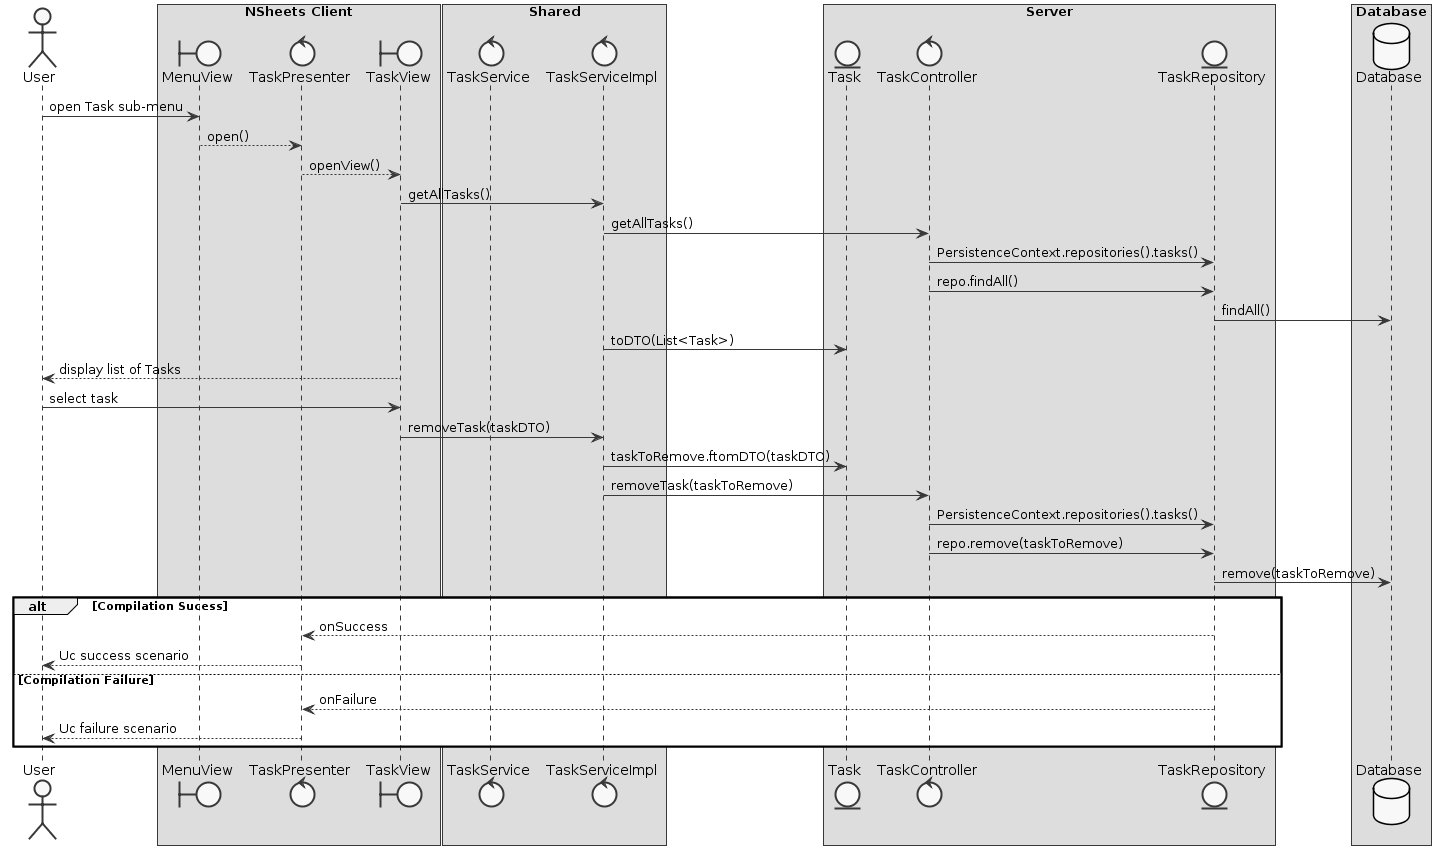 NSheets Client
Shared
Server
Database
User
MenuView
TaskPresenter
TaskView
TaskService
TaskServiceImpl
Task
TaskController
TaskRepository
Database
open Task sub-menu
open()
openView()
getAllTasks()
getAllTasks()
PersistenceContext.repositories().tasks()
repo.findAll()
findAll()
toDTO(List<Task>)
display list of Tasks
select task
removeTask(taskDTO)
taskToRemove.ftomDTO(taskDTO)
removeTask(taskToRemove)
PersistenceContext.repositories().tasks()
repo.remove(taskToRemove)
remove(taskToRemove)
alt
[Compilation Sucess]
onSuccess
Uc success scenario
[Compilation Failure]
onFailure
Uc failure scenario
User
MenuView
TaskPresenter
TaskView
TaskService
TaskServiceImpl
Task
TaskController
TaskRepository
Database